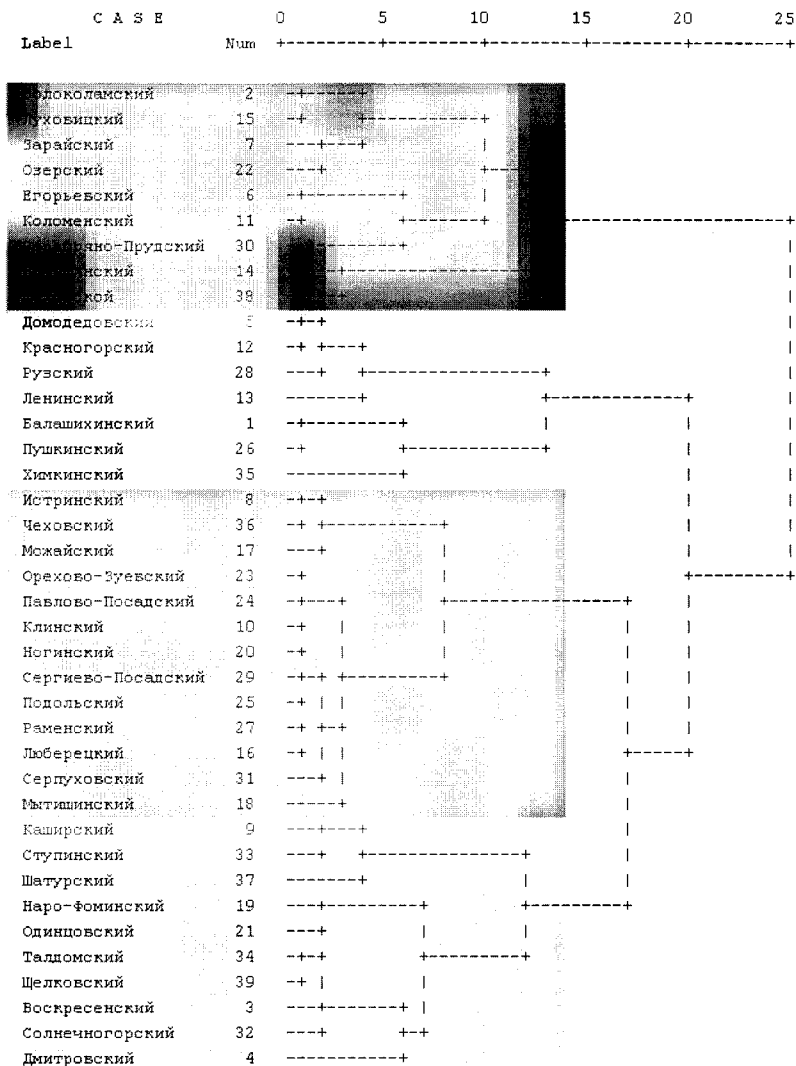 C A S E 0 5 10 15 20 25
Label Num +---------+---------+---------+---------+---------+
2 -+-----+
15 -+ +-----------+
Зарайский 7 ---+---+ |
Озерский 22 ---+ +---
Егорьевский 6 -+---------+ |
Коломенский 11 -+ +-------+ ----------------------+
30 ---------+ |
14 -----+-----------------
38 ---+
Домодедовский 5 -+-+ |
Красногорский 12 -+ +---+ |
Рузский 28 ---+ +-----------------+ |
Ленинский 13 -------+ +-------------+ |
Балашихинский 1 -+---------+ | | |
Пушкинский 26 -+ +-------------+ | |
Химкинский 35 -----------+ | |
Истринский 8 -+-+ | |
Чеховский 36 -+ +-----------+ | |
Можайский 17 ---+ | | |
Орехово-Зуевский 23 -+ | +---------+
Павлово-Посадский 24 -+---+ +-----------------+ |
Клинский 10 -+ | | | |
Ногинский 20 -+ | | | |
Сергиево-Посадский 29 -+-+ +---------+ | |
Подольский 25 -+ | | | |
Раменский 27 -+ +-+ | |
Люберецкий 16 -+ | | +-----+
Серпуховский 31 ---+ | |
Мытищинский 18 -----+ |
Каширский 9 ---+---+ |
Ступинский 33 ---+ +---------------+ |
Шатурский 37 -------+ | |
Наро-Фоминский 19 ---+---------+ +---------+
Одинцовский 21 ---+ | |
Талдомский 34 -+-+ +---------+
Щелковский 39 -+ | |
Воскресенский 3 ---+-------+ |
Солнечногорский 32 ---+ +-+
Дмитровский 4 -----------+